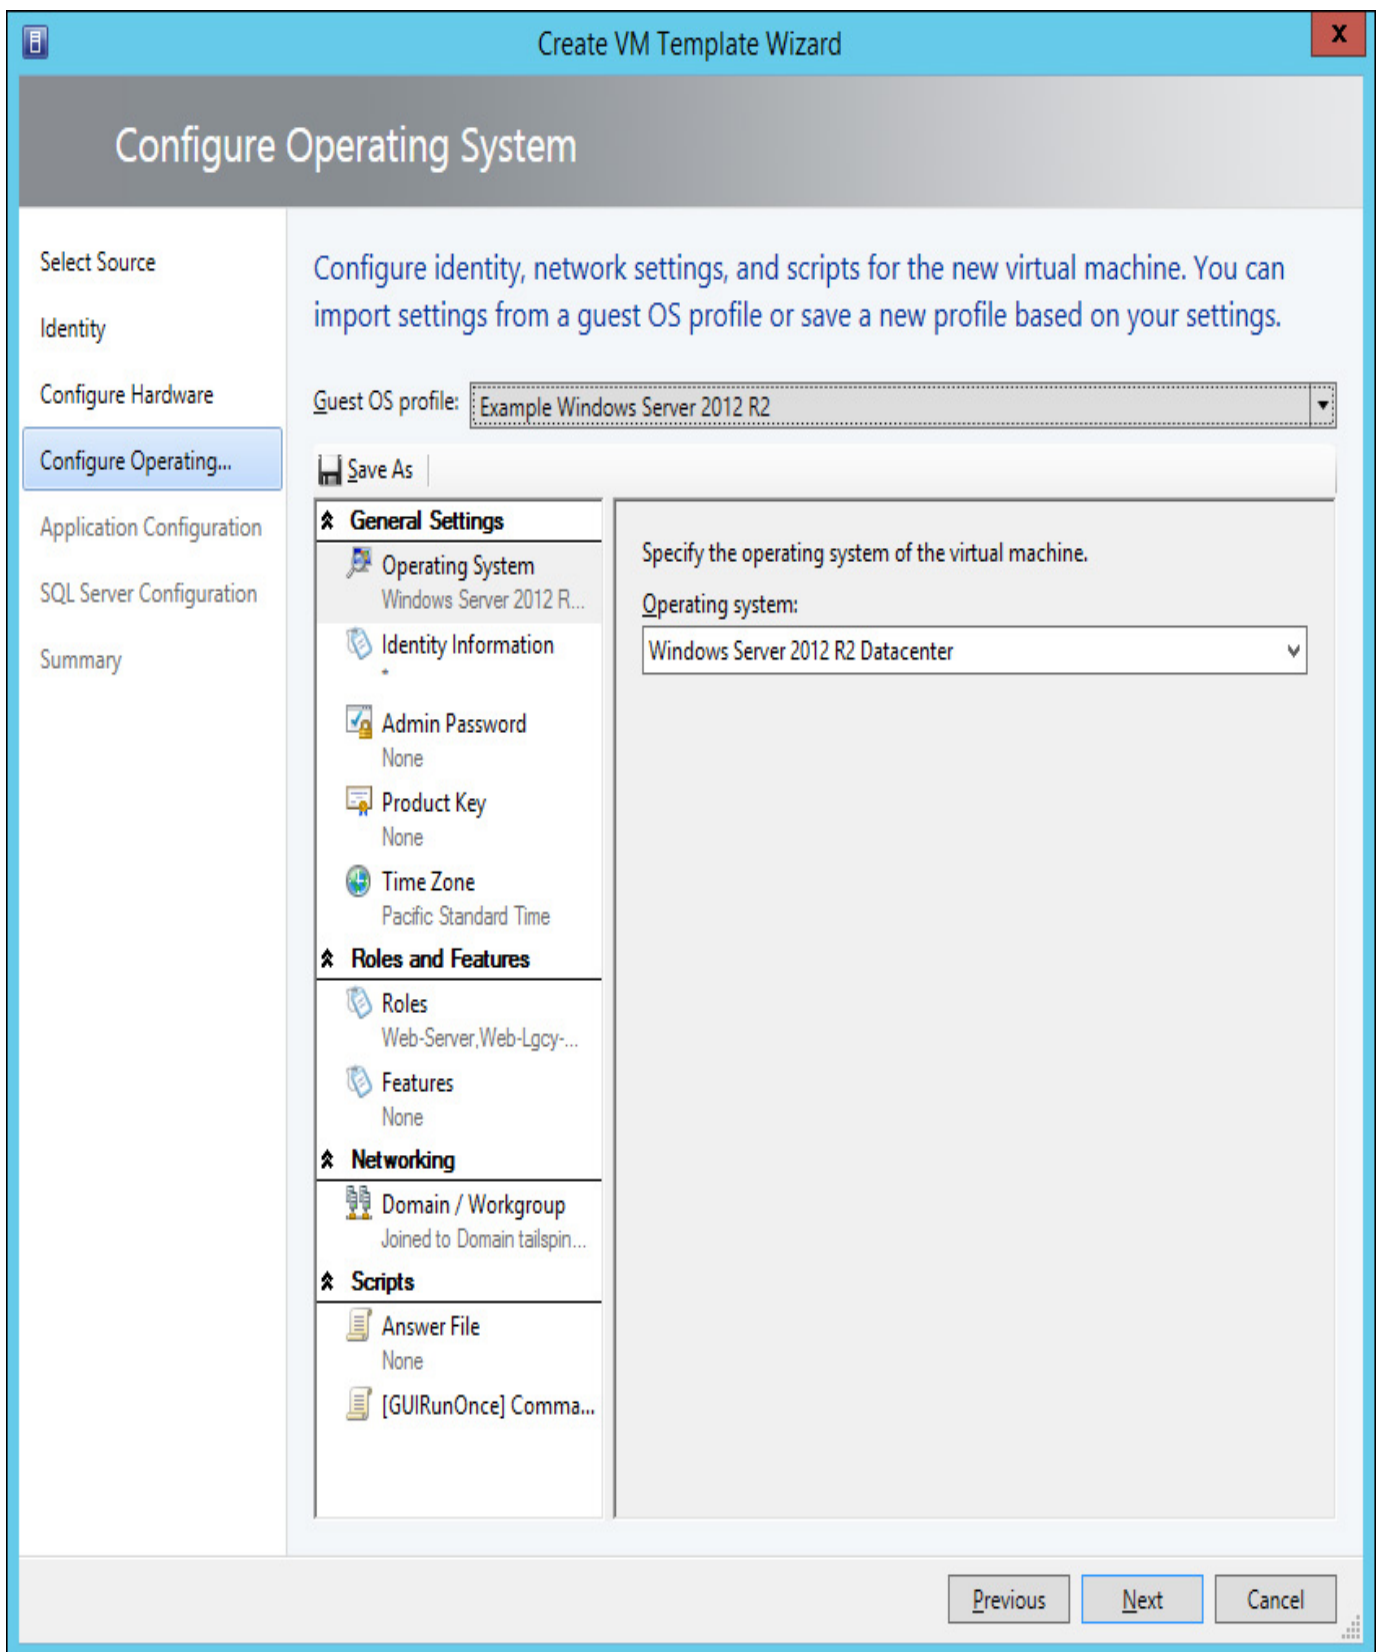 Create VM Template Wizard
X
Configure Operating System
Select Source
Identity
Configure Hardware
Configure Operating...
Application Configuration
SQL Server Configuration
Summary
Configure identity, network settings, and scripts for the new virtual machine. You can
import settings from a guest OS profile or save a new profile based on your settings.
Guest OS profile: Example Windows Server 2012 R2
Save As
General Settings
Operating System
Windows Server 2012 R...
Identity Information
*
Admin Password
None
Product Key
None
Time Zone
Pacific Standard Time
Roles and Features
Roles
Web-Server,Web-Lgcy-...
Features
None
Networking
Domain / Workgroup
Joined to Domain tailspin...
Scripts
Answer File
None
[GUIRunOnce] Comma...
Specify the operating system of the virtual machine.
Operating system:
Windows Server 2012 R2 Datacenter
Previous Next Cancel